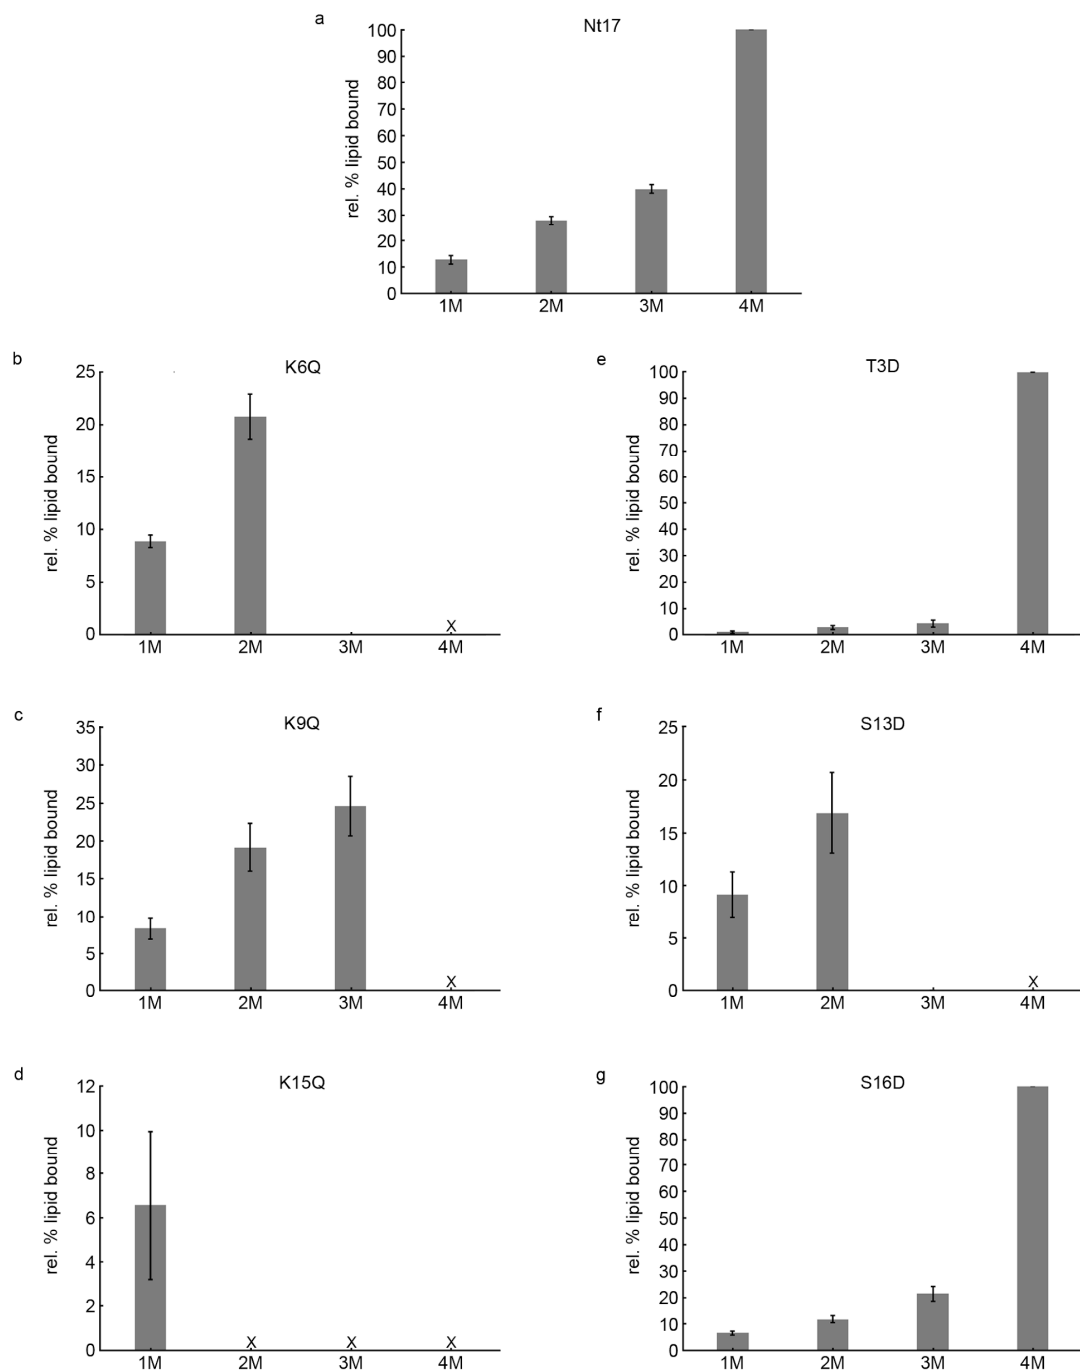 a
Nt17
rel. % lipid bound
100
90
80
70
60
50
40
30
20
10
0
1M 2M 3M 4M
b
K6Q
rel. % lipid bound
25
20
15
10
5
0
X
1M 2M 3M 4M
e
T3D
rel. % lipid bound
100
90
80
70
60
50
40
30
20
10
0
1M 2M 3M 4M
c
K9Q
rel. % lipid bound
35
30
25
20
15
10
5
0
X
1M 2M 3M 4M
f
S13D
rel. % lipid bound
25
20
15
10
5
0
X
1M 2M 3M 4M
d
K15Q
rel. % lipid bound
12
10
8
6
4
2
0
X X X
1M 2M 3M 4M
g
S16D
rel. % lipid bound
100
90
80
70
60
50
40
30
20
10
0
1M 2M 3M 4M